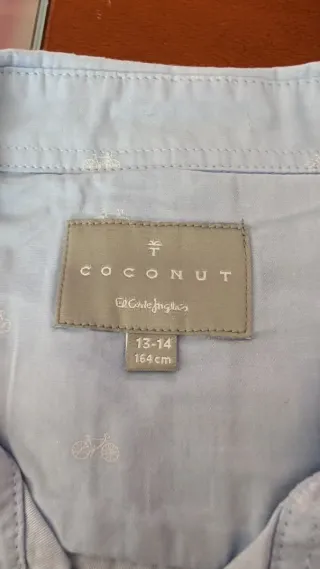 COCONUT
El Corte Inglés
13-14
164 cm